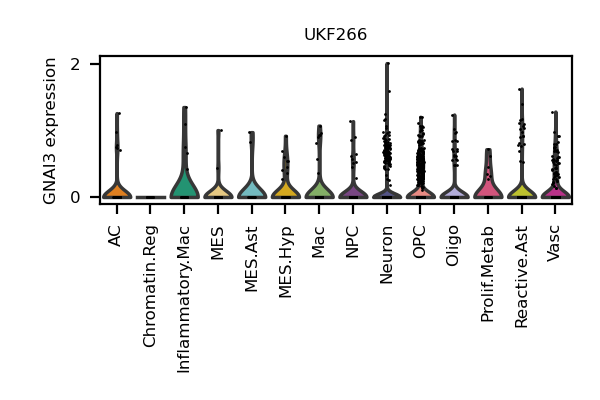 UKF266
GNAI3 expression
2
0
AC
Chromatin.Reg
Inflammatory.Mac
MES
MES.Ast
MES.Hyp
Mac
NPC
Neuron
OPC
Oligo
Prolif.Metab
Reactive.Ast
Vasc